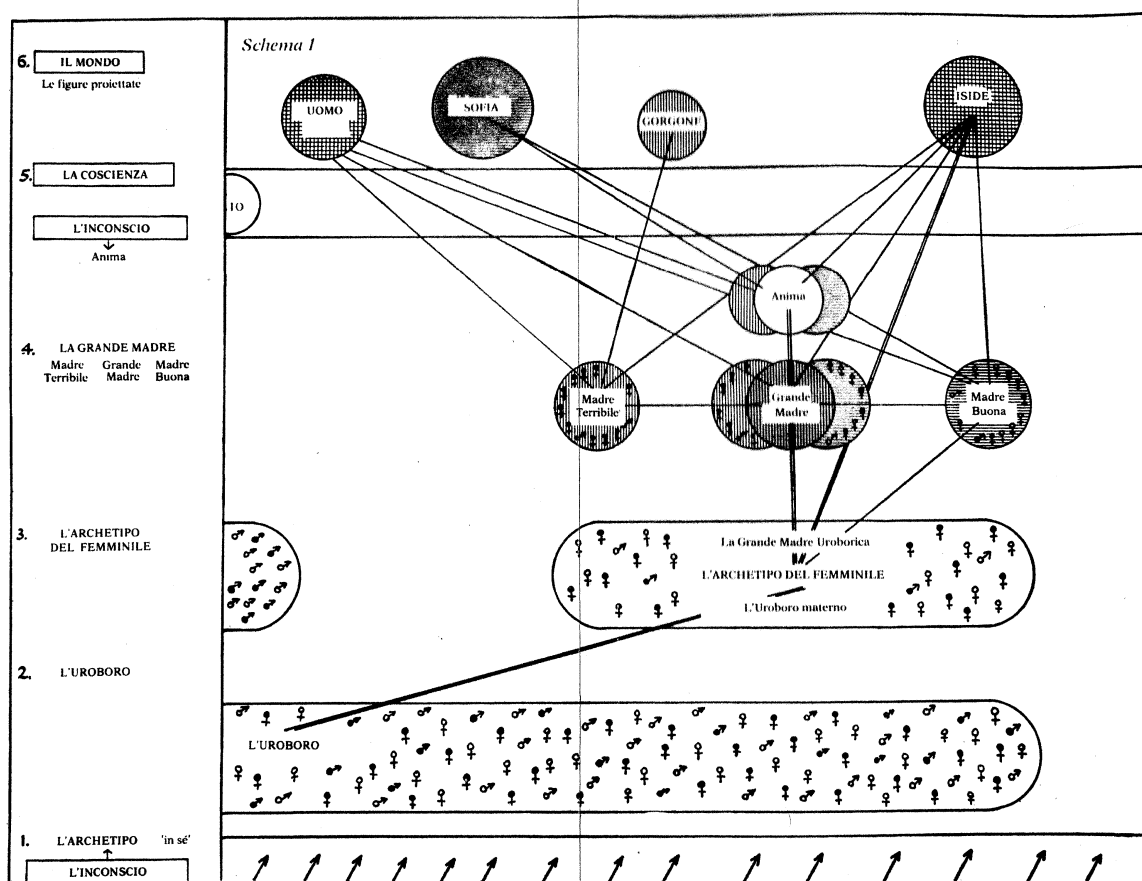 Schema 1
6. IL MONDO
Le figure proiettate
UOMO
SOFIA
GORGONE
ISIDE
5. LA COSCIENZA
IO
L'INCONSCIO
Anima
Anima
4. LA GRANDE MADRE
Madre Grande Madre
Terribile Madre Buona
Madre
Terribile
Grande
Madre
Madre
Buona
3. L'ARCHETIPO
DEL FEMMINILE
La Grande Madre Uroborica
L'ARCHETIPO DEL FEMMINILE
L'Uroboro materno
2. L'UROBORO
L'UROBORO
1. L'ARCHETIPO 'in sé'
L'INCONSCIO